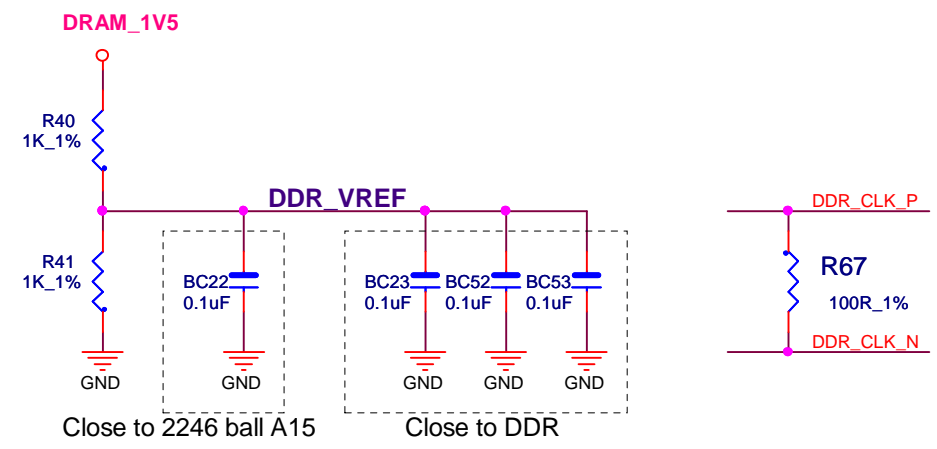 DRAM_1V5
R40
1K_1%
DDR_VREF
DDR_CLK_P
R41
1K_1%
BC22
0.1uF
BC23
0.1uF
BC52
0.1uF
BC53
0.1uF
R67
100R_1%
DDR_CLK_N
GND
GND
GND
GND
GND
Close to 2246 ball A15
Close to DDR